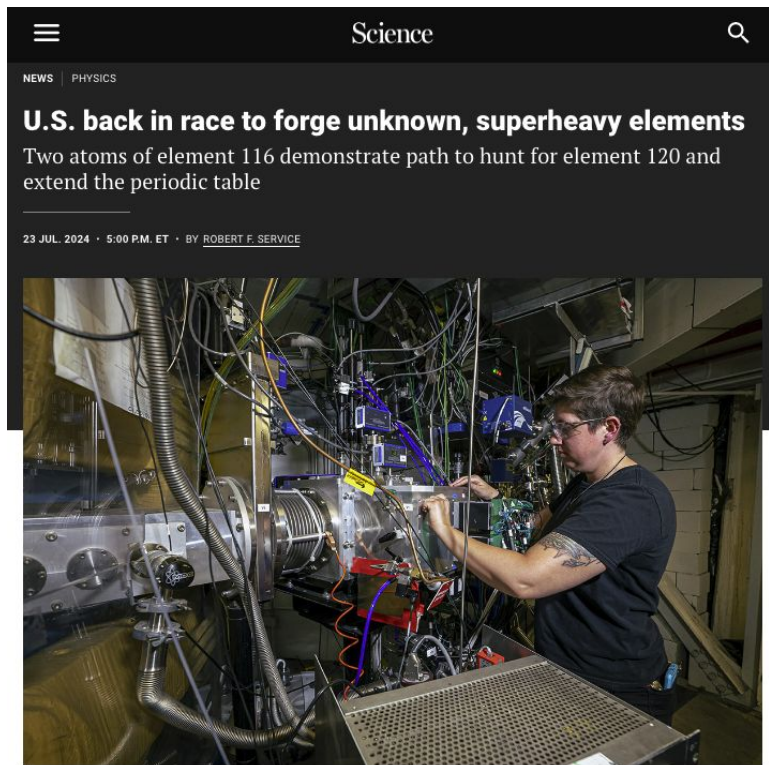 Science
NEWS PHYSICS
U.S. back in race to forge unknown, superheavy elements
Two atoms of element 116 demonstrate path to hunt for element 120 and
extend the periodic table
23 JUL. 2024 • 5:00 P.M. ET • BY ROBERT F. SERVICE